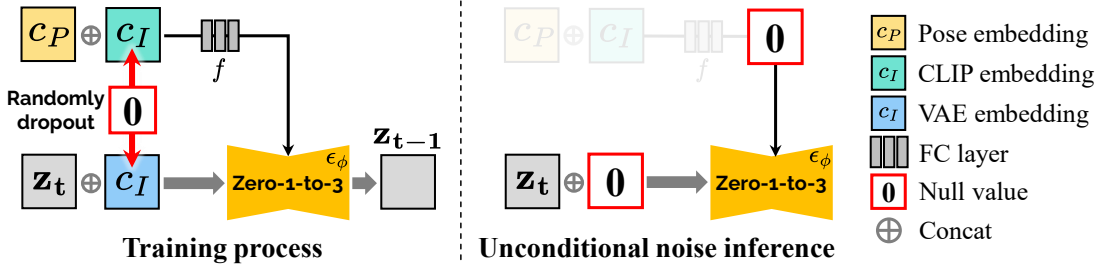 c_P ⊕ c_I
f
Randomly
dropout
0
z_t ⊕ c_I
Zero-1-to-3
ϵ_ϕ
z_{t−1}
Training process
c_P ⊕ c_I
f
0
z_t ⊕ 0
Zero-1-to-3
ϵ_ϕ
Unconditional noise inference
c_P Pose embedding
c_I CLIP embedding
c_I VAE embedding
FC layer
0 Null value
⊕ Concat